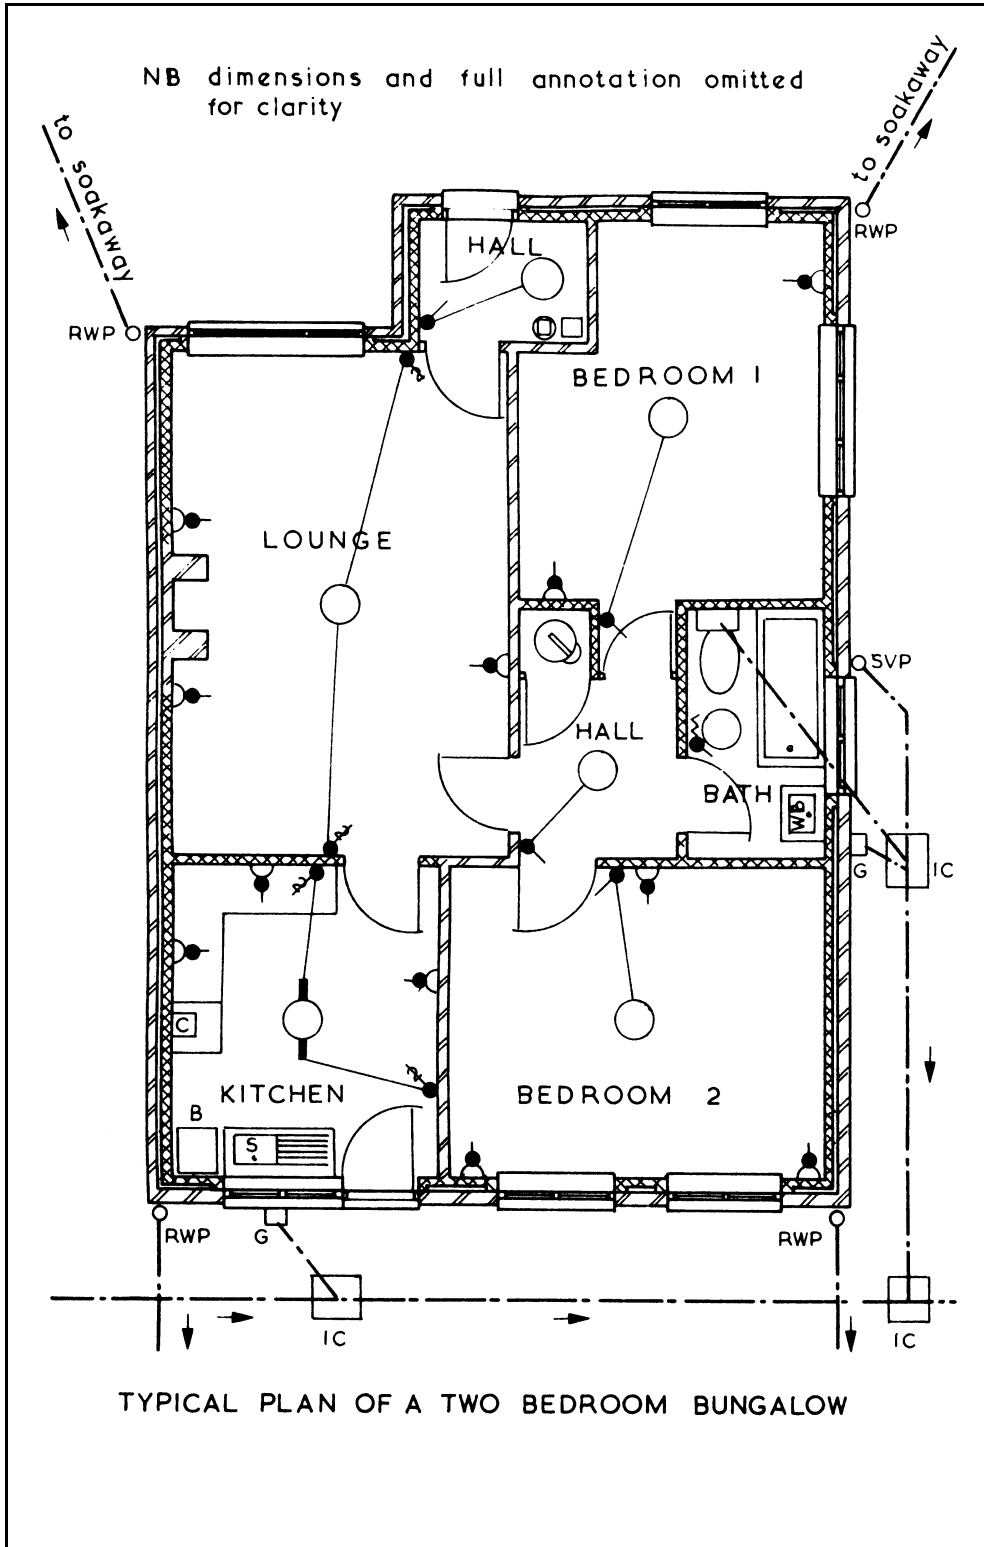 NB dimensions and full annotation omitted
for clarity
to soakaway
to soakaway
RWP
HALL
RWP
BEDROOM 1
LOUNGE
SVP
HALL
BATH
WB
G
IC
C
KITCHEN
BEDROOM 2
B
S
RWP
G
RWP
IC
IC
TYPICAL PLAN OF A TWO BEDROOM BUNGALOW